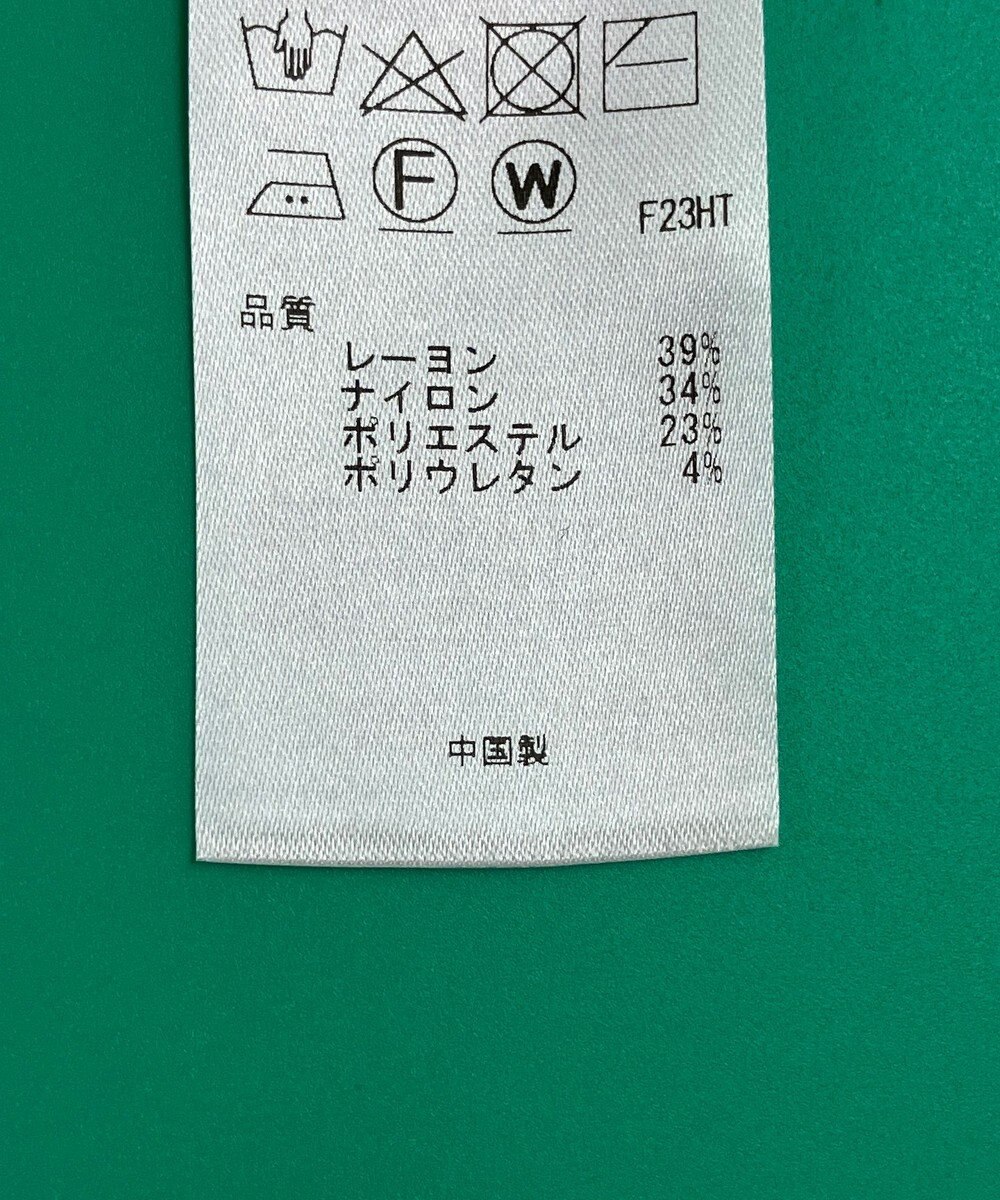 F W F23HT
品質
レーヨン 39%
ナイロン 34%
ポリエステル 23%
ポリウレタン 4%
中国製